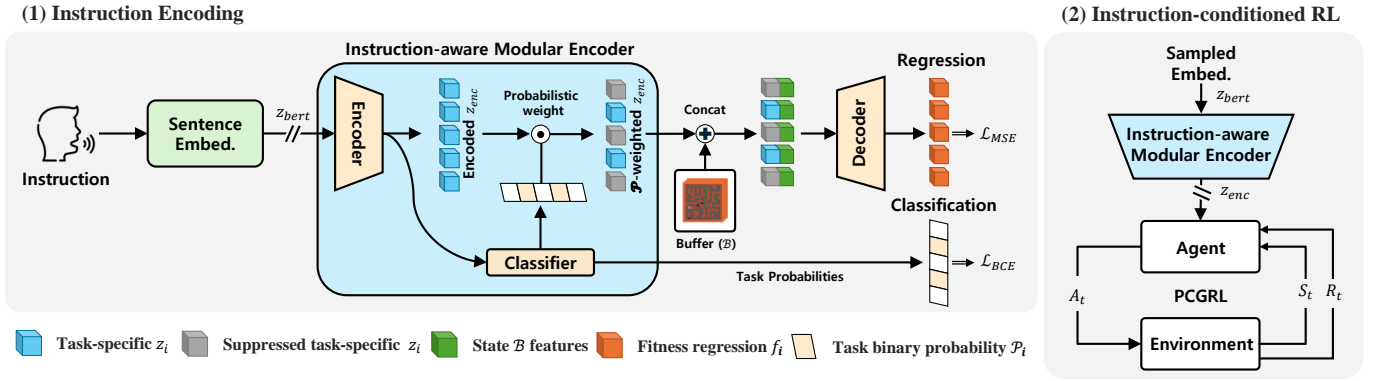 (1) Instruction Encoding
Instruction-aware Modular Encoder
Instruction
Sentence
Embed.
z_bert
Encoder
Encoded z_enc
Probabilistic
weight
𝒫-weighted z_enc
Classifier
Concat
Buffer (ℬ)
Decoder
Regression
ℒ_MSE
Classification
Task Probabilities
ℒ_BCE
Task-specific z_i
Suppressed task-specific z_i
State ℬ features
Fitness regression f_i
Task binary probability 𝒫_i
(2) Instruction-conditioned RL
Sampled
Embed.
z_bert
Instruction-aware
Modular Encoder
z_enc
Agent
A_t
PCGRL
S_t
R_t
Environment